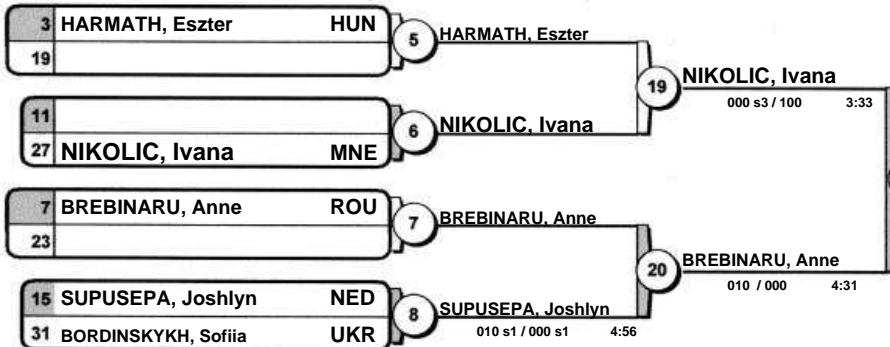 3 HARMATH, Eszter HUN
19
5 HARMATH, Eszter
11
27 NIKOLIC, Ivana MNE
6 NIKOLIC, Ivana
19 NIKOLIC, Ivana
000 s3 / 100 3:33
7 BREBINARU, Anne ROU
23
7 BREBINARU, Anne
15 SUPUSEPA, Joshlyn NED
31 BORDINSKYKH, Sofiia UKR
8 SUPUSEPA, Joshlyn
010 s1 / 000 s1 4:56
20 BREBINARU, Anne
010 / 000 4:31